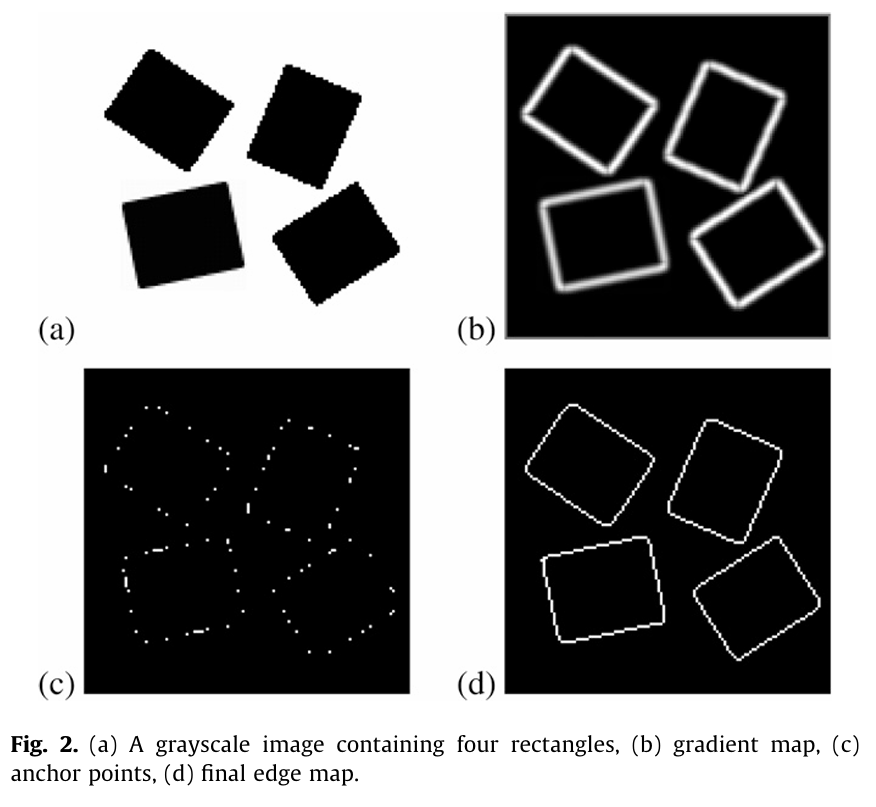 (a)
(b)
(c)
(d)
Fig. 2. (a) A grayscale image containing four rectangles, (b) gradient map, (c)
anchor points, (d) final edge map.